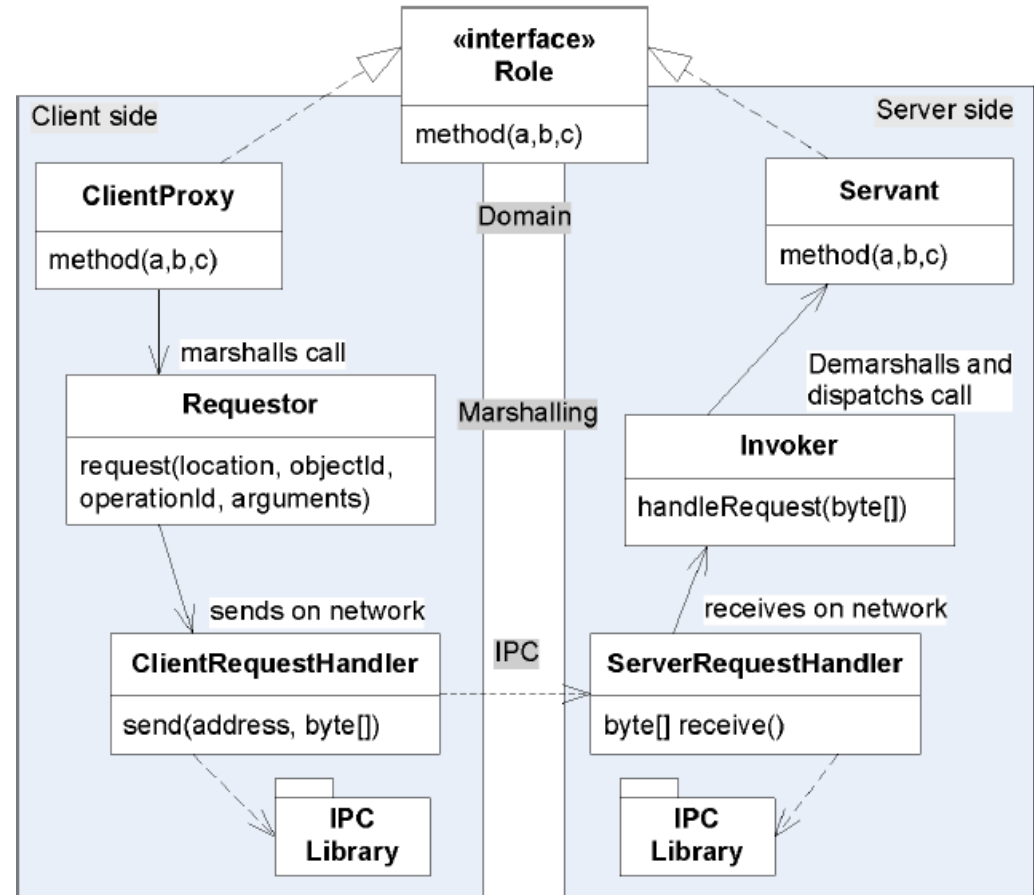 «interface»
Role
method(a,b,c)
Client side
Server side
ClientProxy
method(a,b,c)
Domain
Servant
method(a,b,c)
marshalls call
Demarshalls and
dispatchs call
Requestor
request(location, objectId,
operationId, arguments)
Marshalling
Invoker
handleRequest(byte[])
sends on network
receives on network
ClientRequestHandler
send(address, byte[])
IPC
ServerRequestHandler
byte[] receive()
IPC
Library
IPC
Library